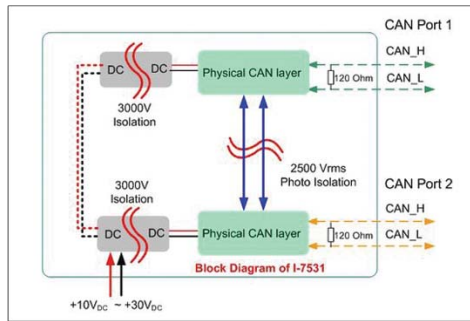 CAN Port 1
CAN_H
DC
DC
Physical CAN layer
120 Ohm
CAN_L
3000V
Isolation
2500 Vrms
Photo Isolation
3000V
Isolation
CAN Port 2
CAN_H
DC
DC
Physical CAN layer
120 Ohm
CAN_L
Block Diagram of I-7531
+10VDC ~ +30VDC